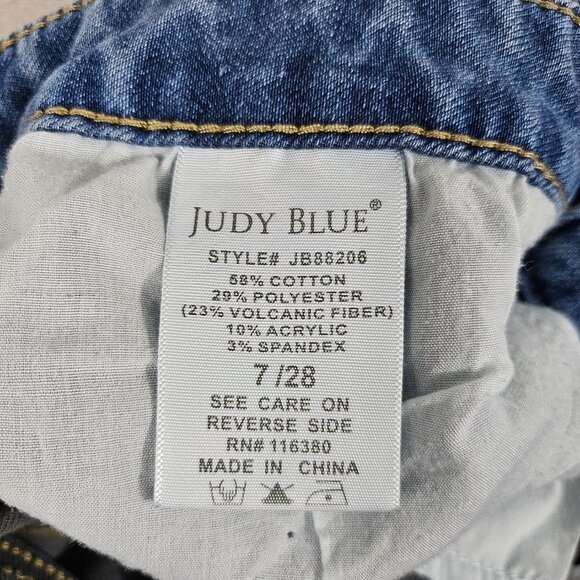 JUDY BLUE®
STYLE# JB88206
58% COTTON
29% POLYESTER
(23% VOLCANIC FIBER)
10% ACRYLIC
3% SPANDEX
7/28
SEE CARE ON
REVERSE SIDE
RN# 116380
MADE IN CHINA